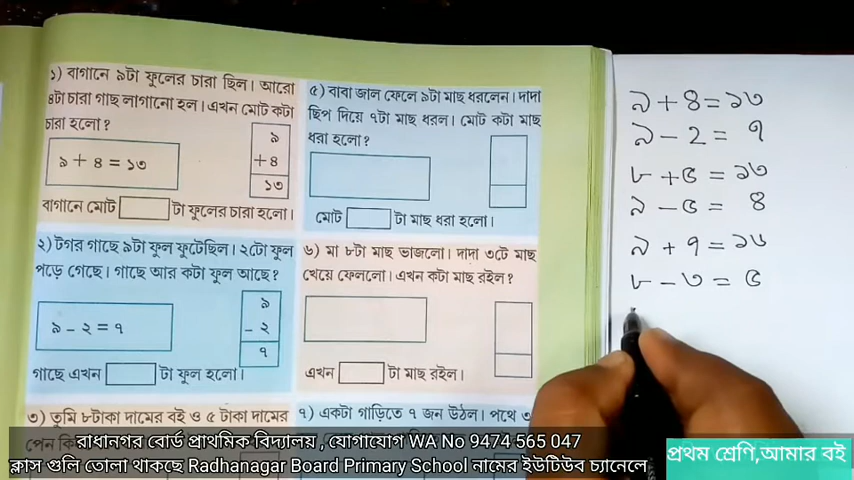 ১) বাগানে ৯টা ফুলের চারা ছিল। আরো
৪টা চারা গাছ লাগানো হল। এখন মোট কটা
চারা হলো?
৯ + ৪ = ১৩
৯
+ ৪
১৩
বাগানে মোট টা ফুলের চারা হলো।
২) টগর গাছে ৯টা ফুল ফুটেছিল। ২টো ফুল
পড়ে গেছে। গাছে আর কটা ফুল আছে?
৯ – ২ = ৭
৯
– ২
৭
গাছে এখন টা ফুল হলো।
৩) তুমি ৮টাকা দামের বই ও ৫ টাকা দামের
পেন কি
৫) বাবা জাল ফেলে ৯টা মাছ ধরলেন। দাদা
ছিপ দিয়ে ৭টা মাছ ধরল। মোট কটা মাছ
ধরা হলো?
মোট টা মাছ ধরা হলো।
৬) মা ৮টা মাছ ভাজলো। দাদা ৩টে মাছ
খেয়ে ফেললো। এখন কটা মাছ রইল?
এখন টা মাছ রইল।
৭) একটা গাড়িতে ৭ জন উঠল। পথে ৩
৯ + ৪ = ১৩
৯ – 2 = ৭
৮ + ৫ = ১৩
৯ – ৫ = ৪
৯ + ৭ = ১৬
৮ – ৩ = ৫
রাধানগর বোর্ড প্রাথমিক বিদ্যালয় , যোগাযোগ WA No 9474 565 047
ক্লাস গুলি তোলা থাকছে Radhanagar Board Primary School নামের ইউটিউব চ্যানেলে
প্রথম শ্রেণি,আমার বই